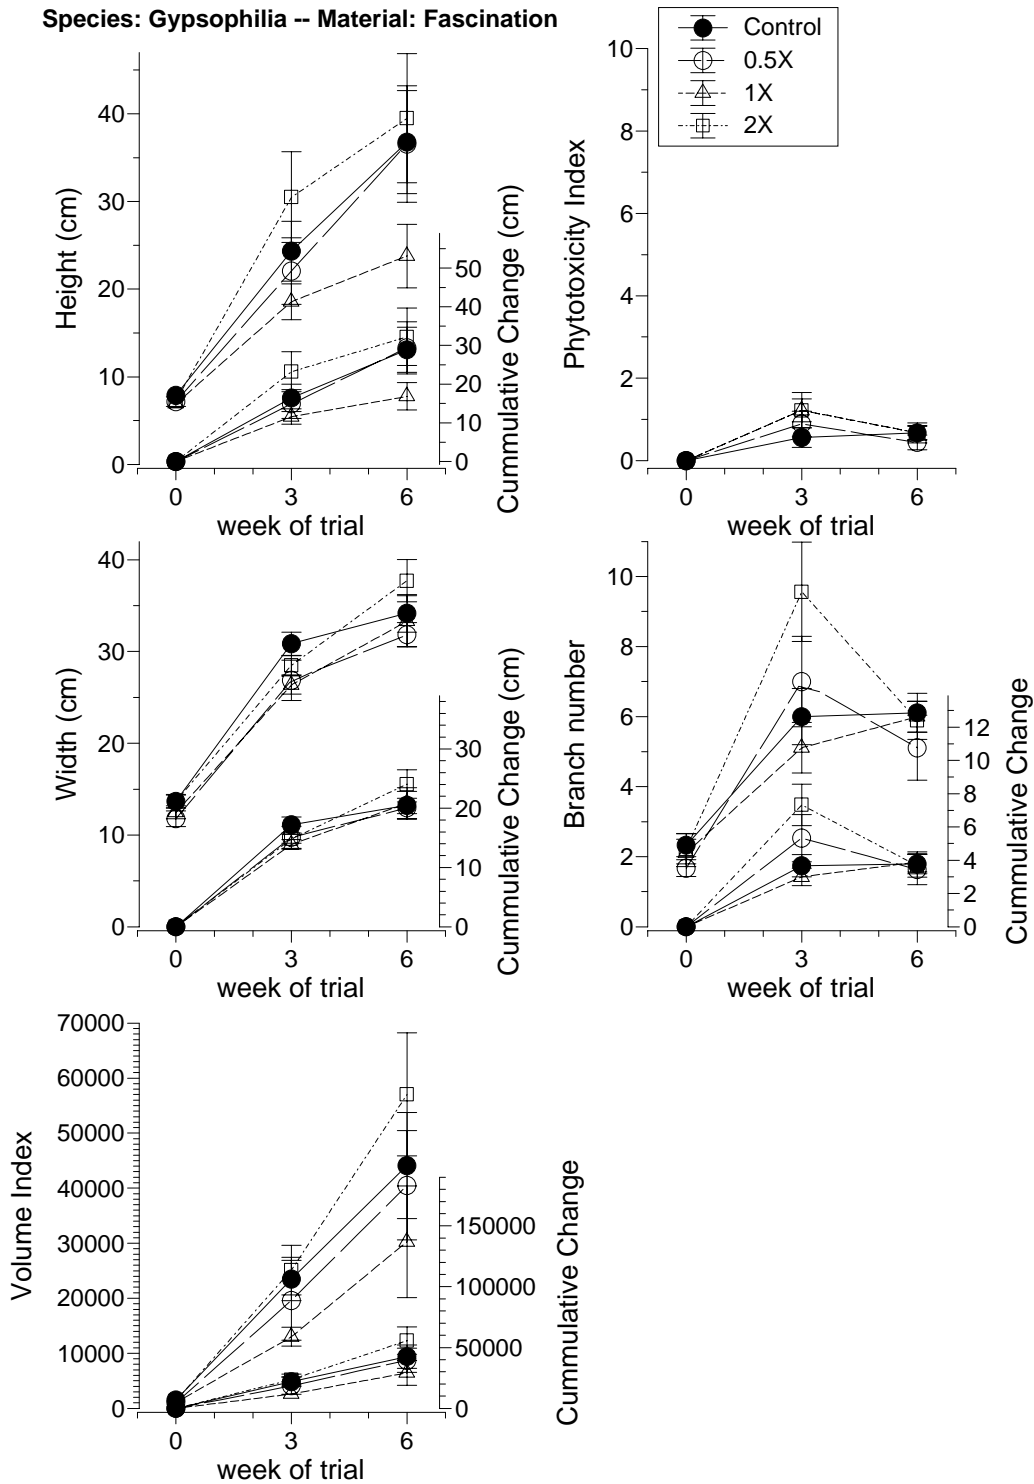 Species: Gypsophilia -- Material: Fascination
Control
0.5X
1X
2X
Height (cm)
40
30
20
10
0
Cummulative Change (cm)
50
40
30
20
10
0
0 3 6
week of trial
Phytotoxicity Index
10
8
6
4
2
0
0 3 6
week of trial
Width (cm)
40
30
20
10
0
Cummulative Change (cm)
30
20
10
0
0 3 6
week of trial
Branch number
10
8
6
4
2
0
Cummulative Change
12
10
8
6
4
2
0
0 3 6
week of trial
Volume Index
70000
60000
50000
40000
30000
20000
10000
0
Cummulative Change
150000
100000
50000
0
0 3 6
week of trial